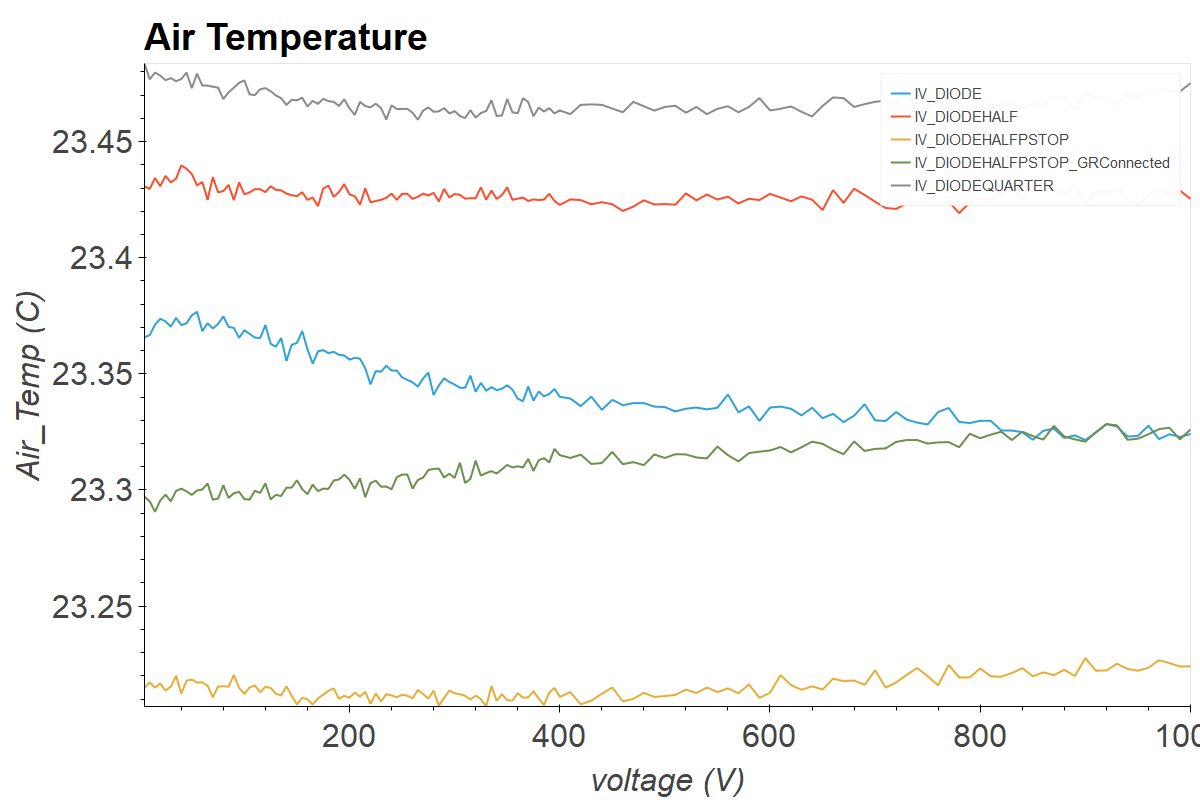 Air Temperature
IV_DIODE
IV_DIODEHALF
IV_DIODEHALFPSTOP
IV_DIODEHALFPSTOP_GRConnected
IV_DIODEQUARTER
23.45
23.4
23.35
23.3
23.25
Air_Temp (C)
200 400 600 800 100
voltage (V)